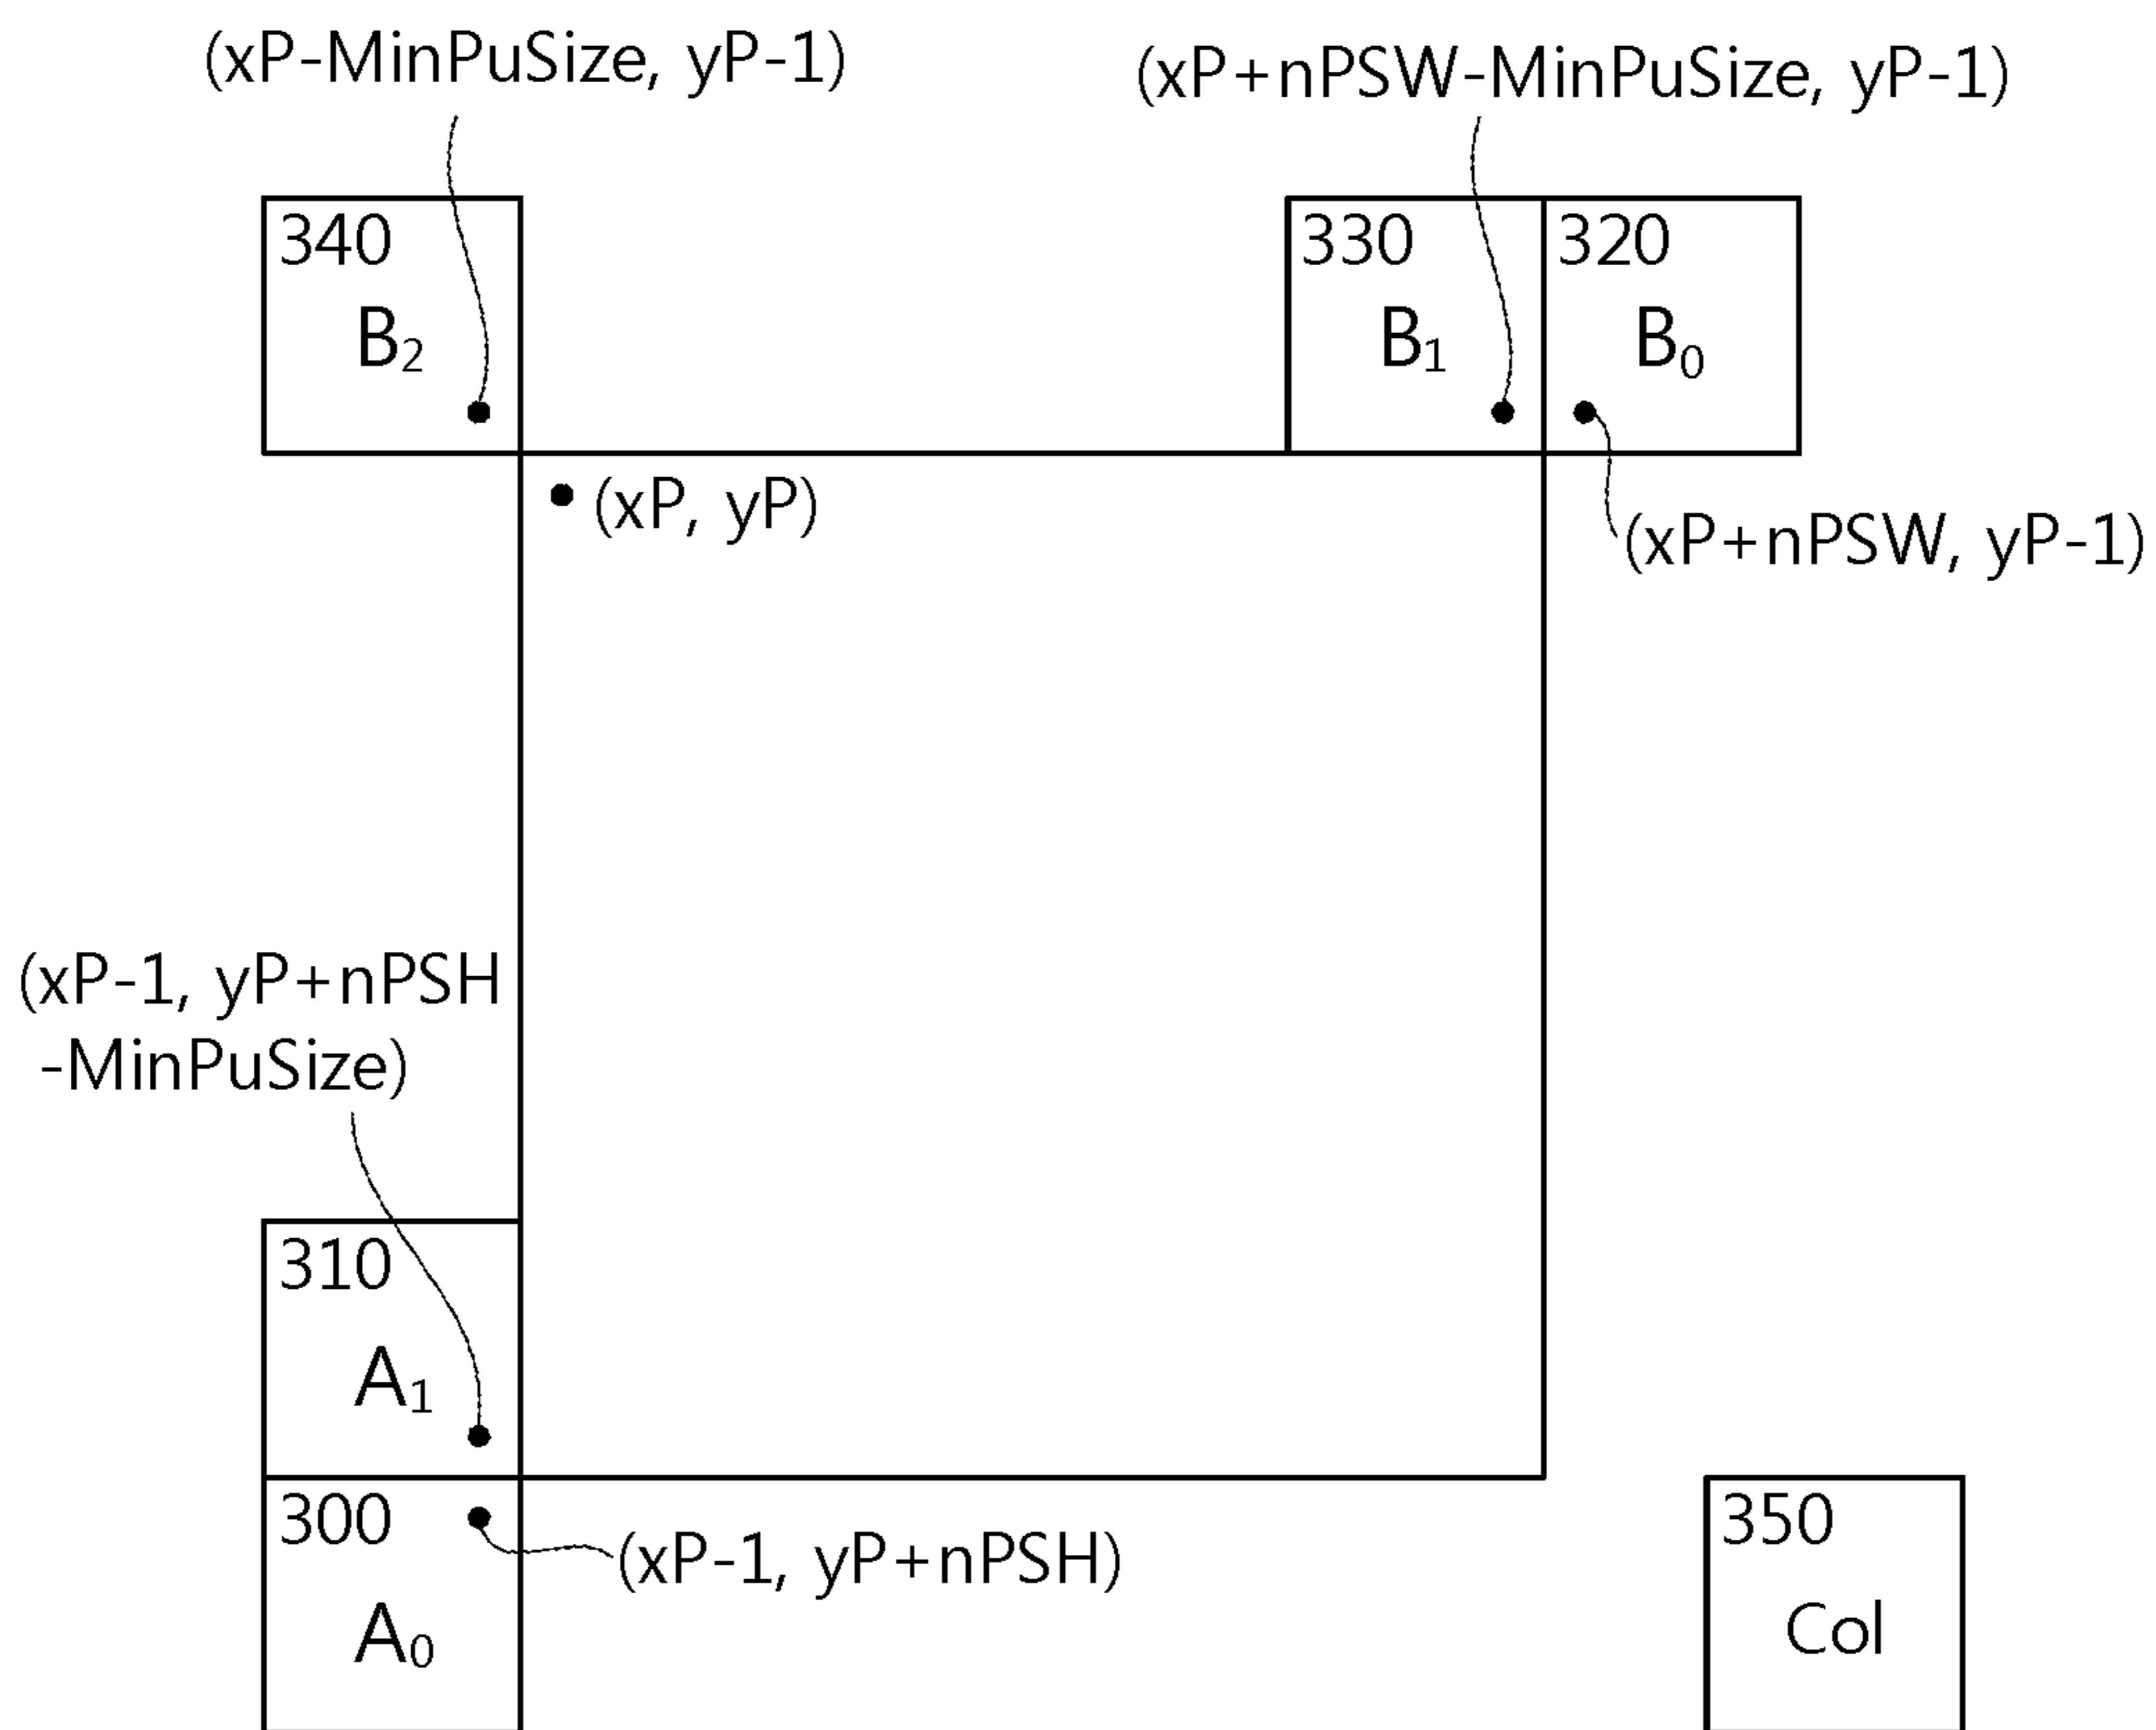 (xP-MinPuSize, yP-1)
(xP+nPSW-MinPuSize, yP-1)
340
B2
330
B1
320
B0
(xP, yP)
(xP+nPSW, yP-1)
(xP-1, yP+nPSH
-MinPuSize)
310
A1
300
A0
(xP-1, yP+nPSH)
350
Col